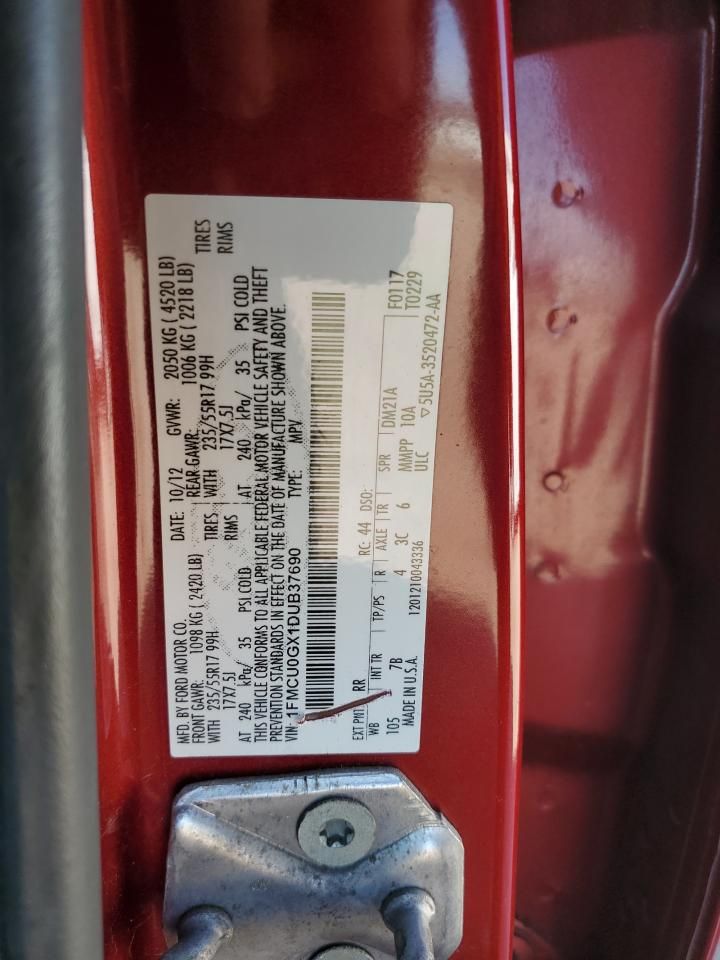 MFD. BY FORD MOTOR CO.
DATE: 10/12
GVWR: 2050 KG ( 4520 LB)
FRONT GAWR: 1098 KG ( 2420 LB)
REAR GAWR: 1006 KG ( 2218 LB)
235/55R17 99H TIRES WITH 235/55R17 99H TIRES
17X7.5J RIMS 17X7.5J RIMS
AT 240 kPa/ 35 PSI COLD AT 240 kPa/ 35 PSI COLD
THIS VEHICLE CONFORMS TO ALL APPLICABLE FEDERAL MOTOR VEHICLE SAFETY AND THEFT
PREVENTION STANDARDS IN EFFECT ON THE DATE OF MANUFACTURE SHOWN ABOVE.
VIN: 1FMCU0GX1DUB37690 TYPE: MPV
F0117
T0229
EXT PNT: RR RC: 44 DSO:
WB INT TR TP/PS R AXLE TR SPR DM21A
105 7B 4 3C 6 MMPP 10A
ULC
MADE IN U.S.A. 1201210043336 ▽5U5A-3520472-AA